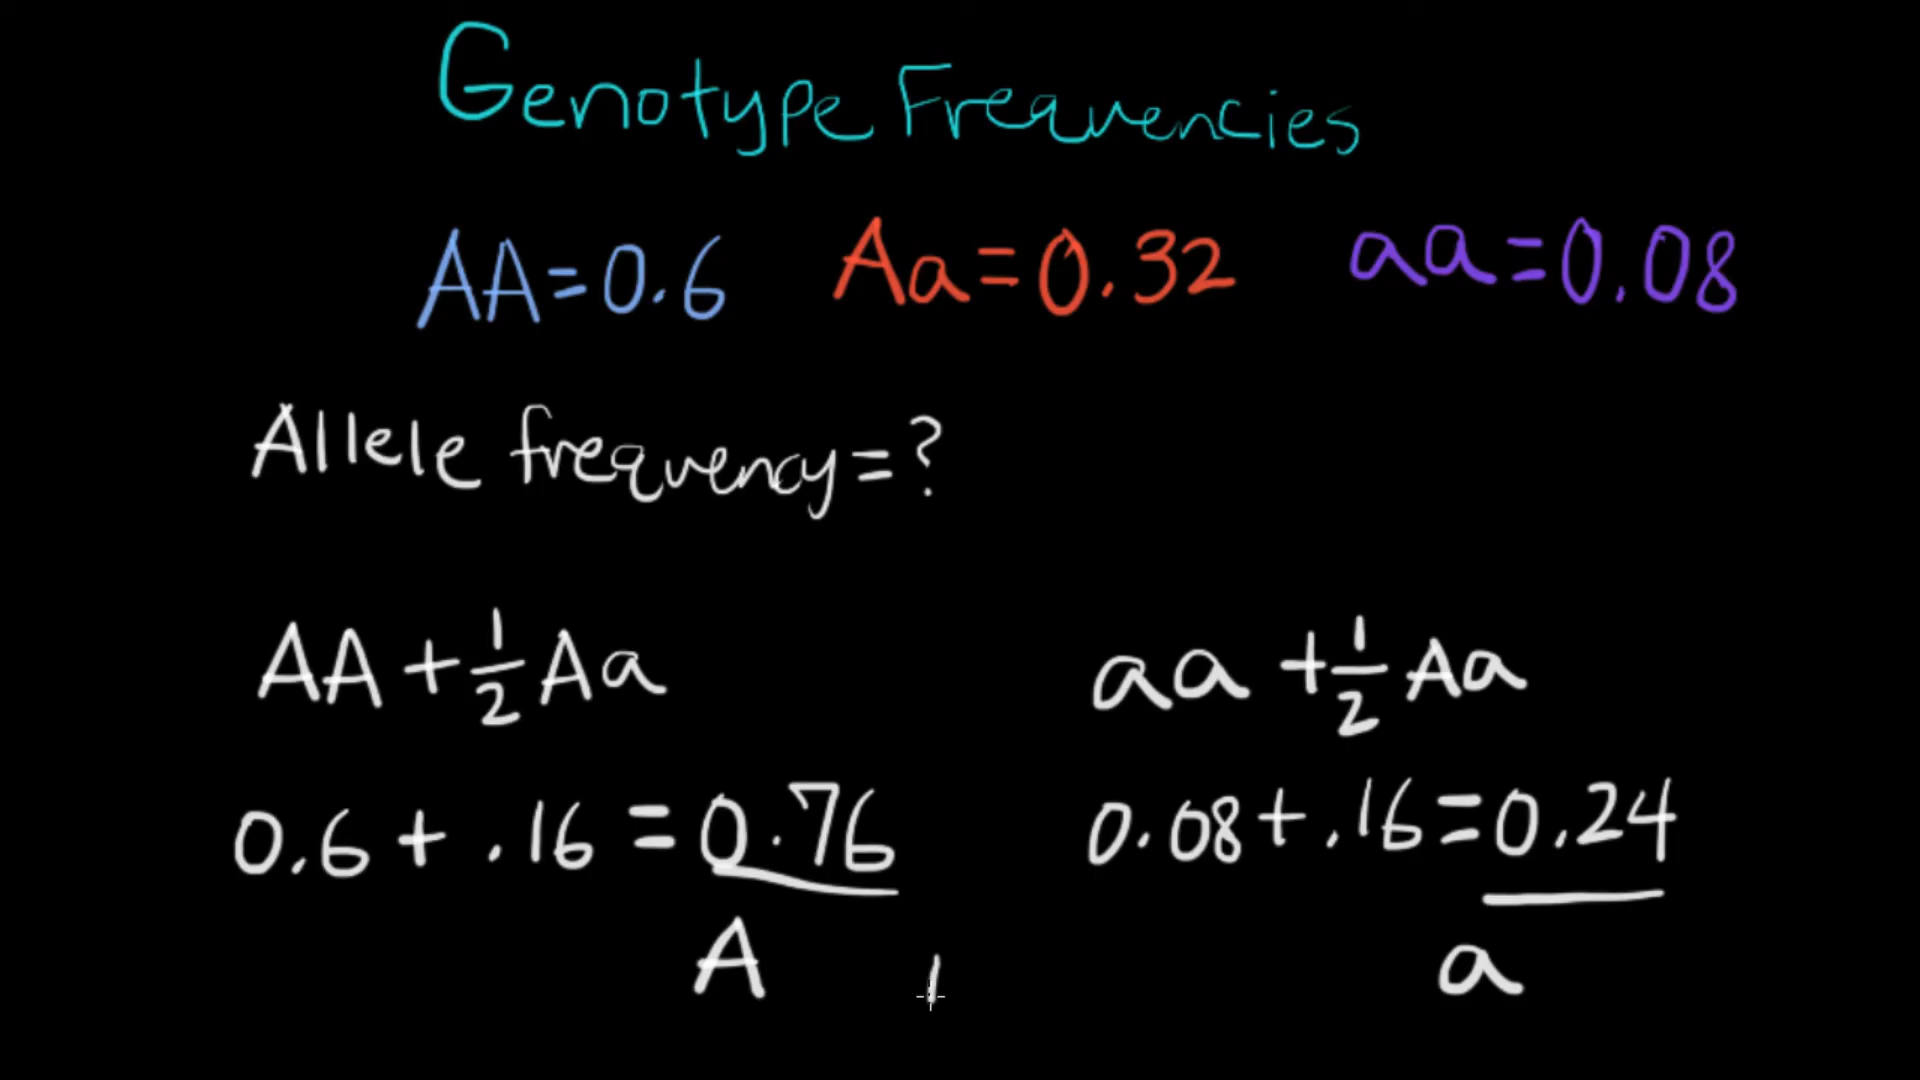 Genotype Frequencies
AA=0.6 Aa=0.32 aa=0.08
Allele frequency=?
AA+1/2Aa aa+1/2Aa
0.6+.16=0.76 0.08+.16=0.24
A 1 a